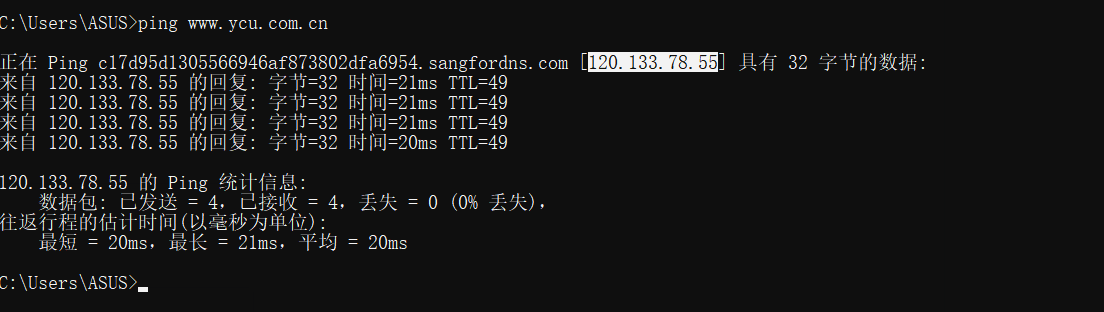 C:\Users\ASUS>ping www.ycu.com.cn
正在 Ping c17d95d1305566946af873802dfa6954.sangfordns.com [120.133.78.55] 具有 32 字节的数据:
来自 120.133.78.55 的回复: 字节=32 时间=21ms TTL=49
来自 120.133.78.55 的回复: 字节=32 时间=21ms TTL=49
来自 120.133.78.55 的回复: 字节=32 时间=21ms TTL=49
来自 120.133.78.55 的回复: 字节=32 时间=20ms TTL=49
120.133.78.55 的 Ping 统计信息:
数据包: 已发送 = 4，已接收 = 4，丢失 = 0 (0% 丢失)，
往返行程的估计时间(以毫秒为单位):
最短 = 20ms，最长 = 21ms，平均 = 20ms
C:\Users\ASUS>